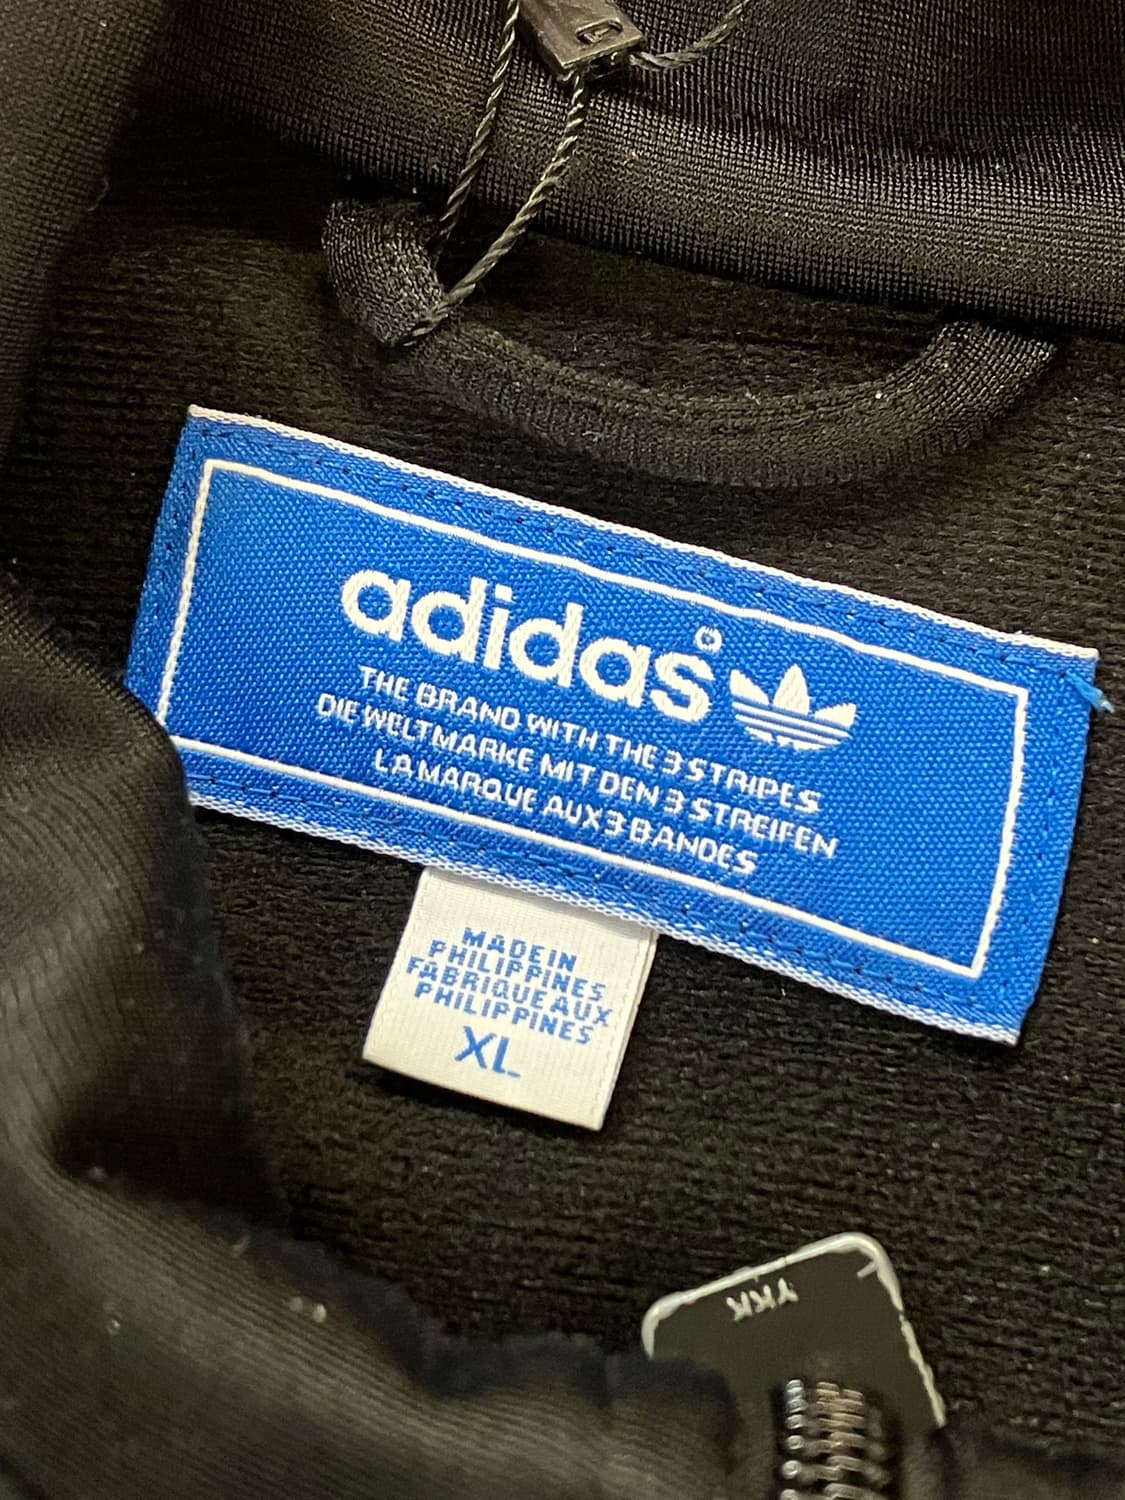 adidas
THE BRAND WITH THE 3 STRIPES
DIE WELTMARKE MIT DEN 3 STREIFEN
LA MARQUE AUX 3 BANDES
MADE IN
PHILIPPINES
FABRIQUE AUX
PHILIPPINES
XL
YKK